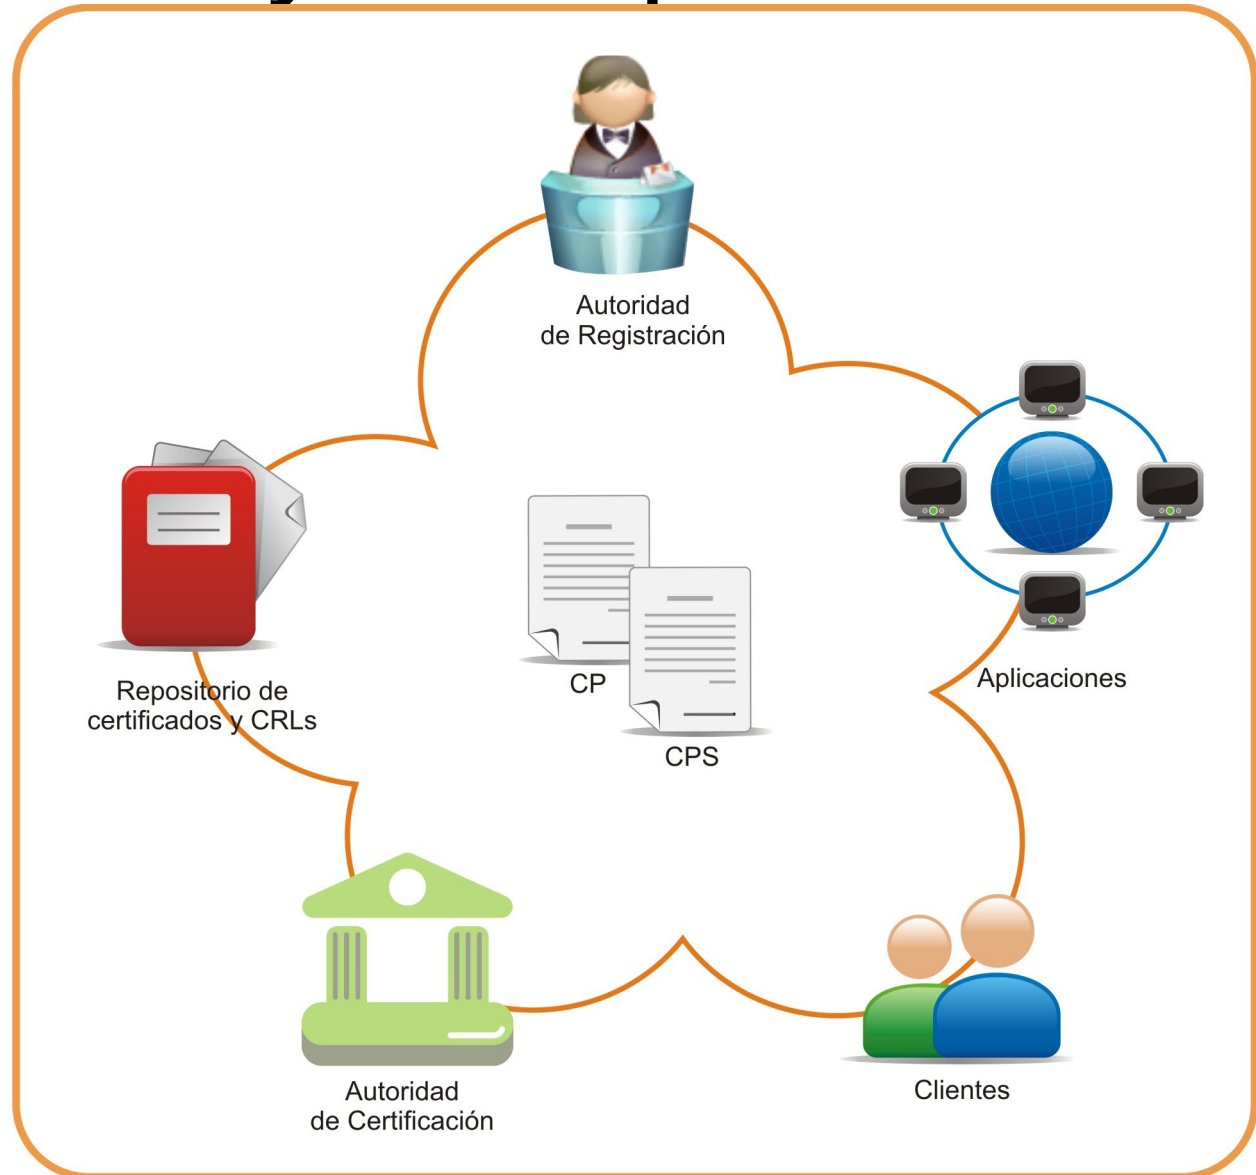 Autoridad
de Registración
Aplicaciones
Repositorio de
certificados y CRLs
CP
CPS
Autoridad
de Certificación
Clientes